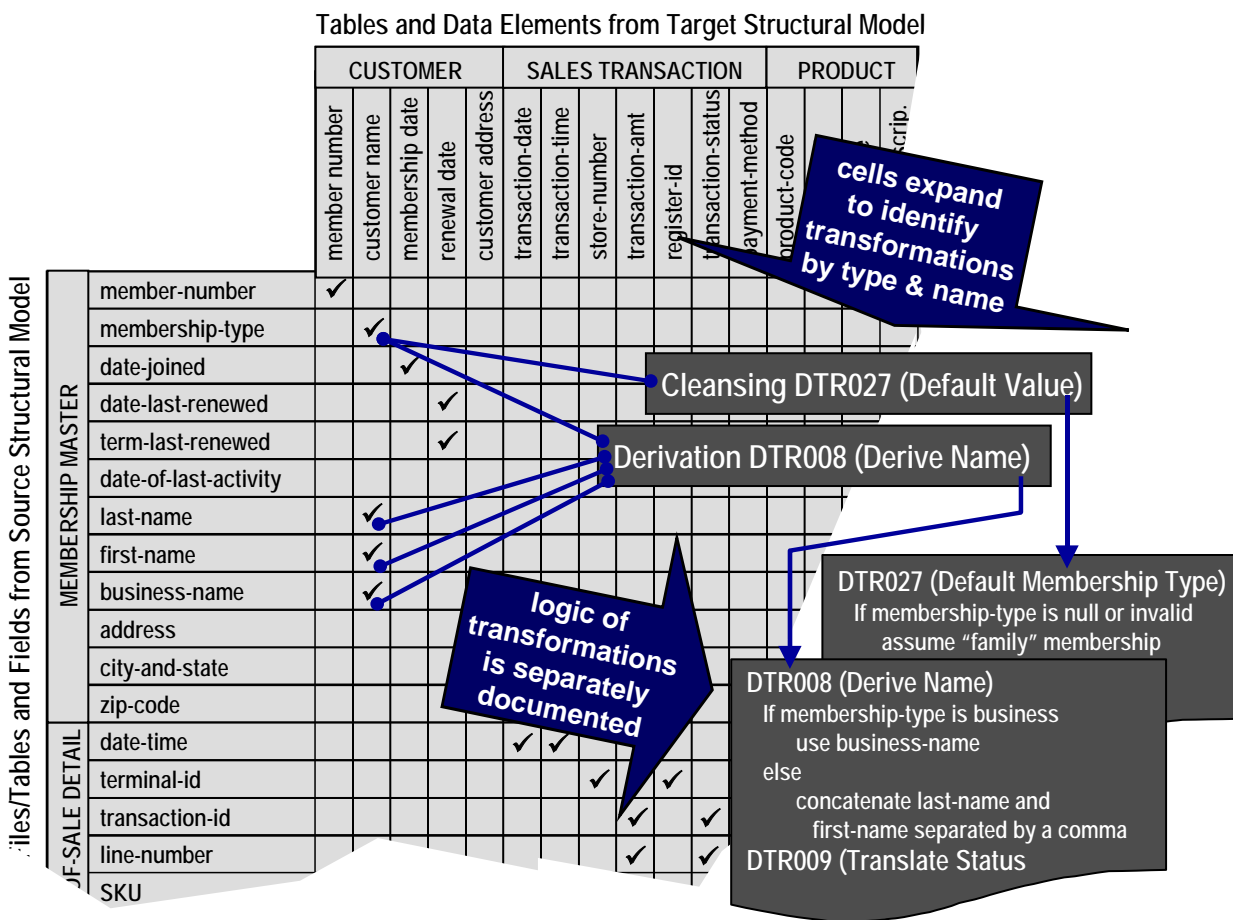 Tables and Data Elements from Target Structural Model
CUSTOMER
SALES TRANSACTION
PRODUCT
member number
customer name
membership date
renewal date
customer address
transaction-date
transaction-time
store-number
transaction-amt
register-id
transaction-status
payment-method
product-code
scrip.
cells expand
to identify
transformations
by type & name
Files/Tables and Fields from Source Structural Model
MEMBERSHIP MASTER
member-number
membership-type
date-joined
date-last-renewed
term-last-renewed
date-of-last-activity
last-name
first-name
business-name
address
city-and-state
zip-code
OF-SALE DETAIL
date-time
terminal-id
transaction-id
line-number
SKU
Cleansing DTR027 (Default Value)
Derivation DTR008 (Derive Name)
logic of
transformations
is separately
documented
DTR027 (Default Membership Type)
If membership-type is null or invalid
assume “family” membership
DTR008 (Derive Name)
If membership-type is business
use business-name
else
concatenate last-name and
first-name separated by a comma
DTR009 (Translate Status